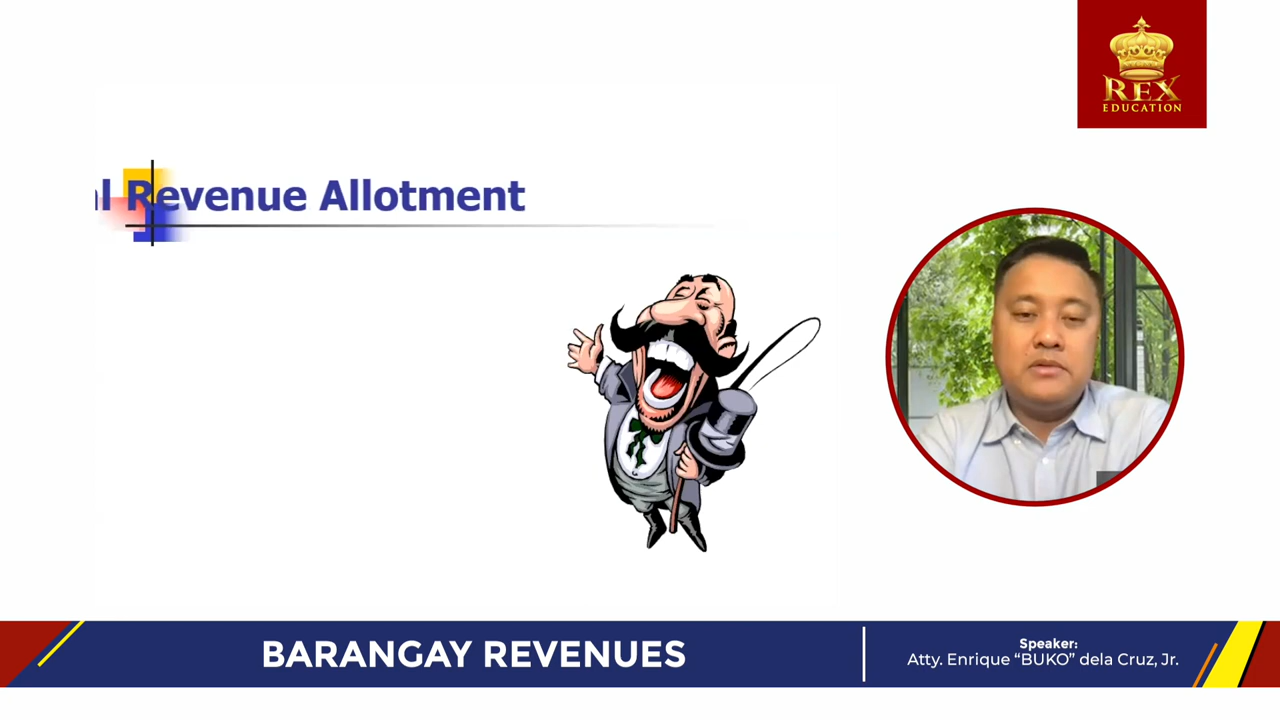 REX
EDUCATION
l Revenue Allotment
BARANGAY REVENUES
Speaker:
Atty. Enrique “BUKO” dela Cruz, Jr.